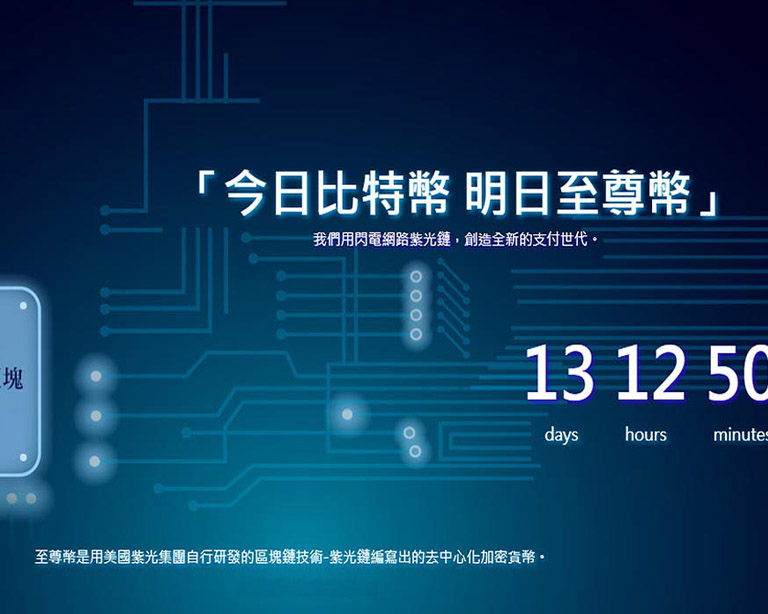 「今日比特幣 明日至尊幣」
我們用閃電網路紫光鏈，創造全新的支付世代。
塊
13 12 50
days hours minutes
至尊幣是用美國紫光集團自行研發的區塊鏈技術-紫光鏈編寫出的去中心化加密貨幣。